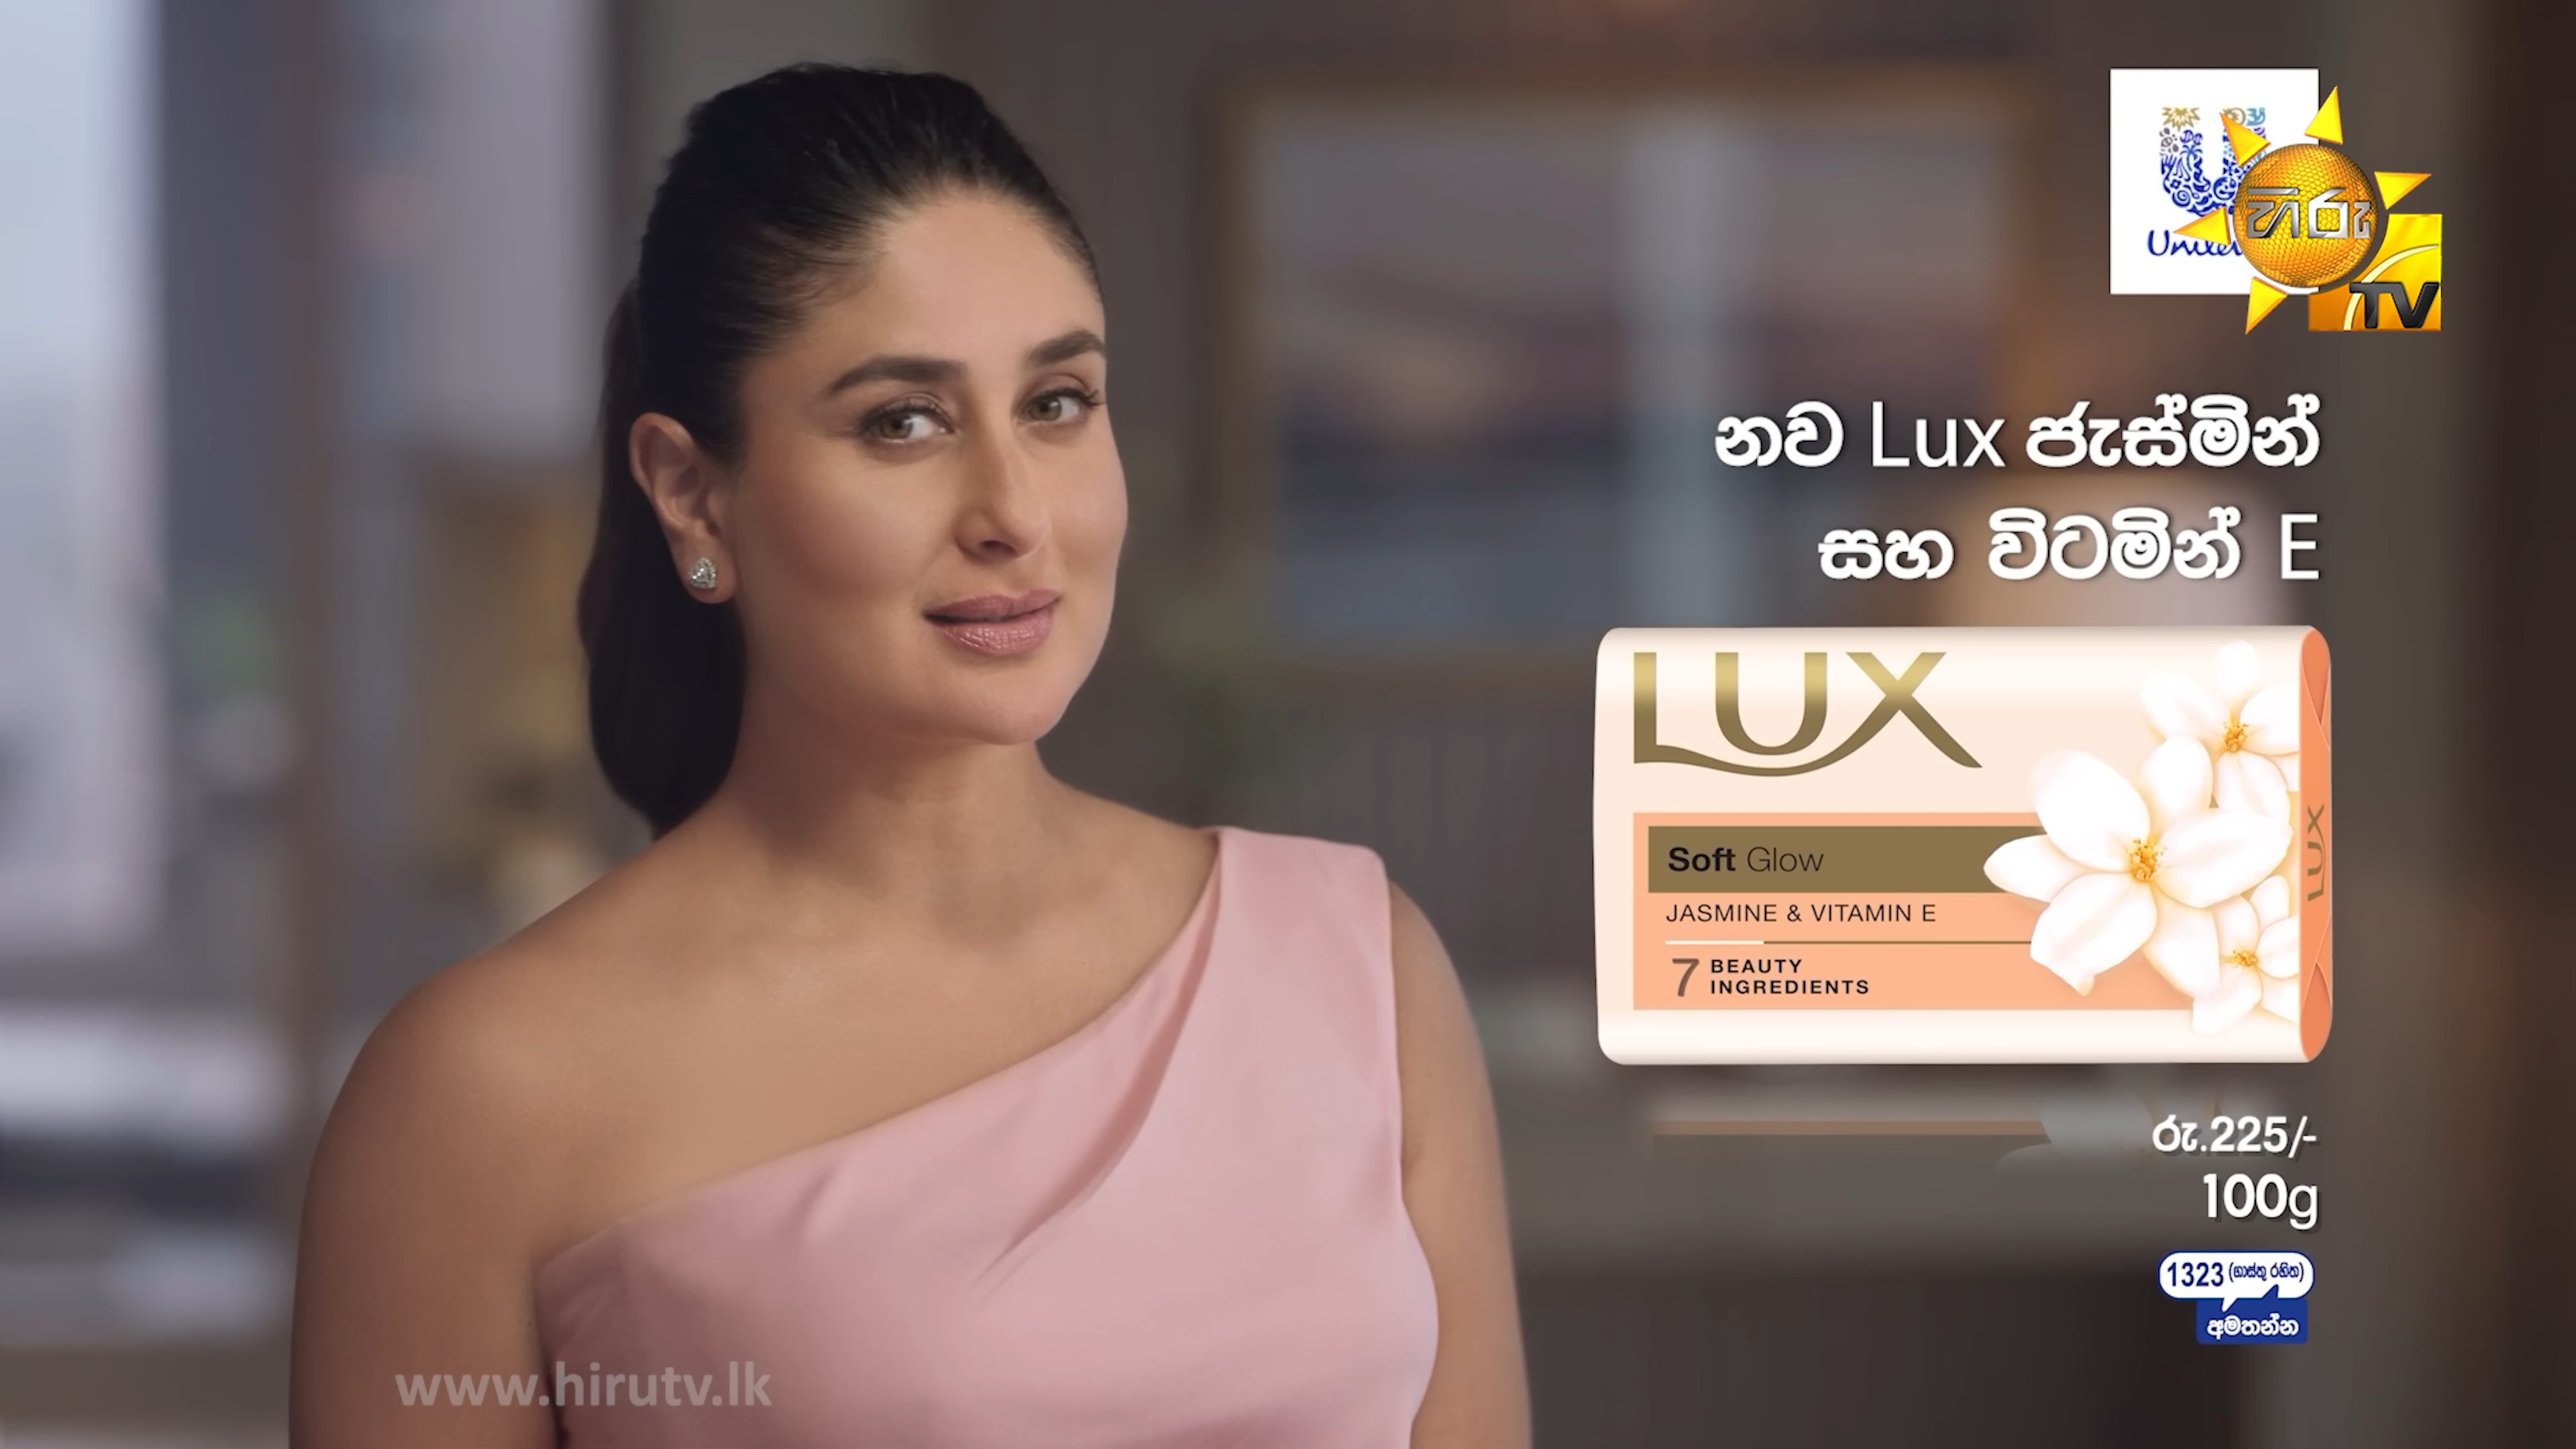 හිරු
TV
නව Lux ජැස්මින්
සහ විටමින් E
LUX
Soft Glow
JASMINE & VITAMIN E
7 BEAUTY
INGREDIENTS
LUX
රු.225/-
100g
1323 (ගාස්තු රහිත)
අමතන්න
www.hirutv.lk